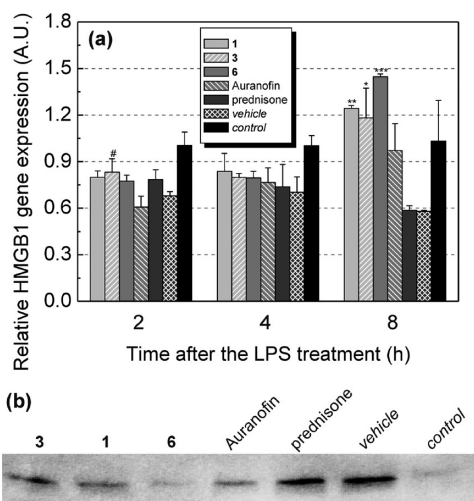 (a)
1
3
6
Auranofin
prednisone
vehicle
control
Relative HMGB1 gene expression (A.U.)
1.8
1.5
1.2
0.9
0.6
0.3
0.0
#
**
*
***
2 4 8
Time after the LPS treatment (h)
(b)
3 1 6 Auranofin prednisone vehicle control